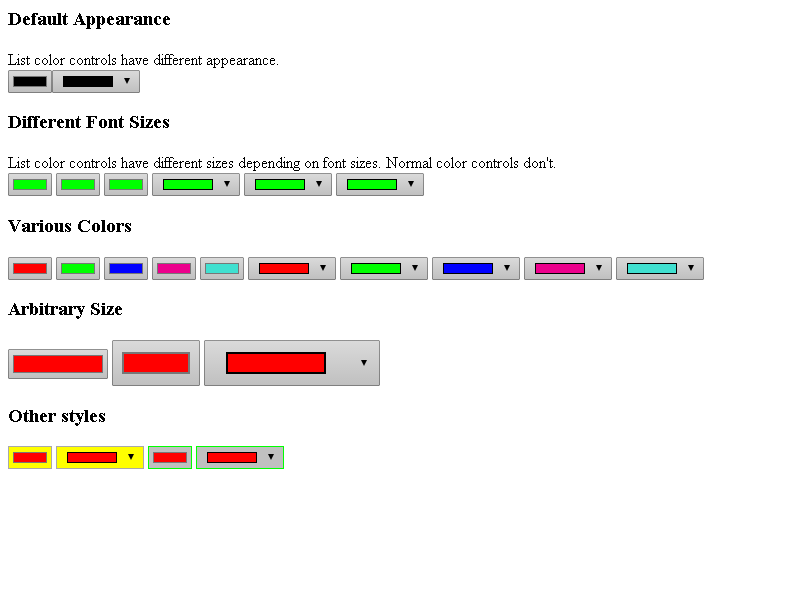 Default Appearance
List color controls have different appearance.
Different Font Sizes
List color controls have different sizes depending on font sizes. Normal color controls don't.
Various Colors
Arbitrary Size
Other styles